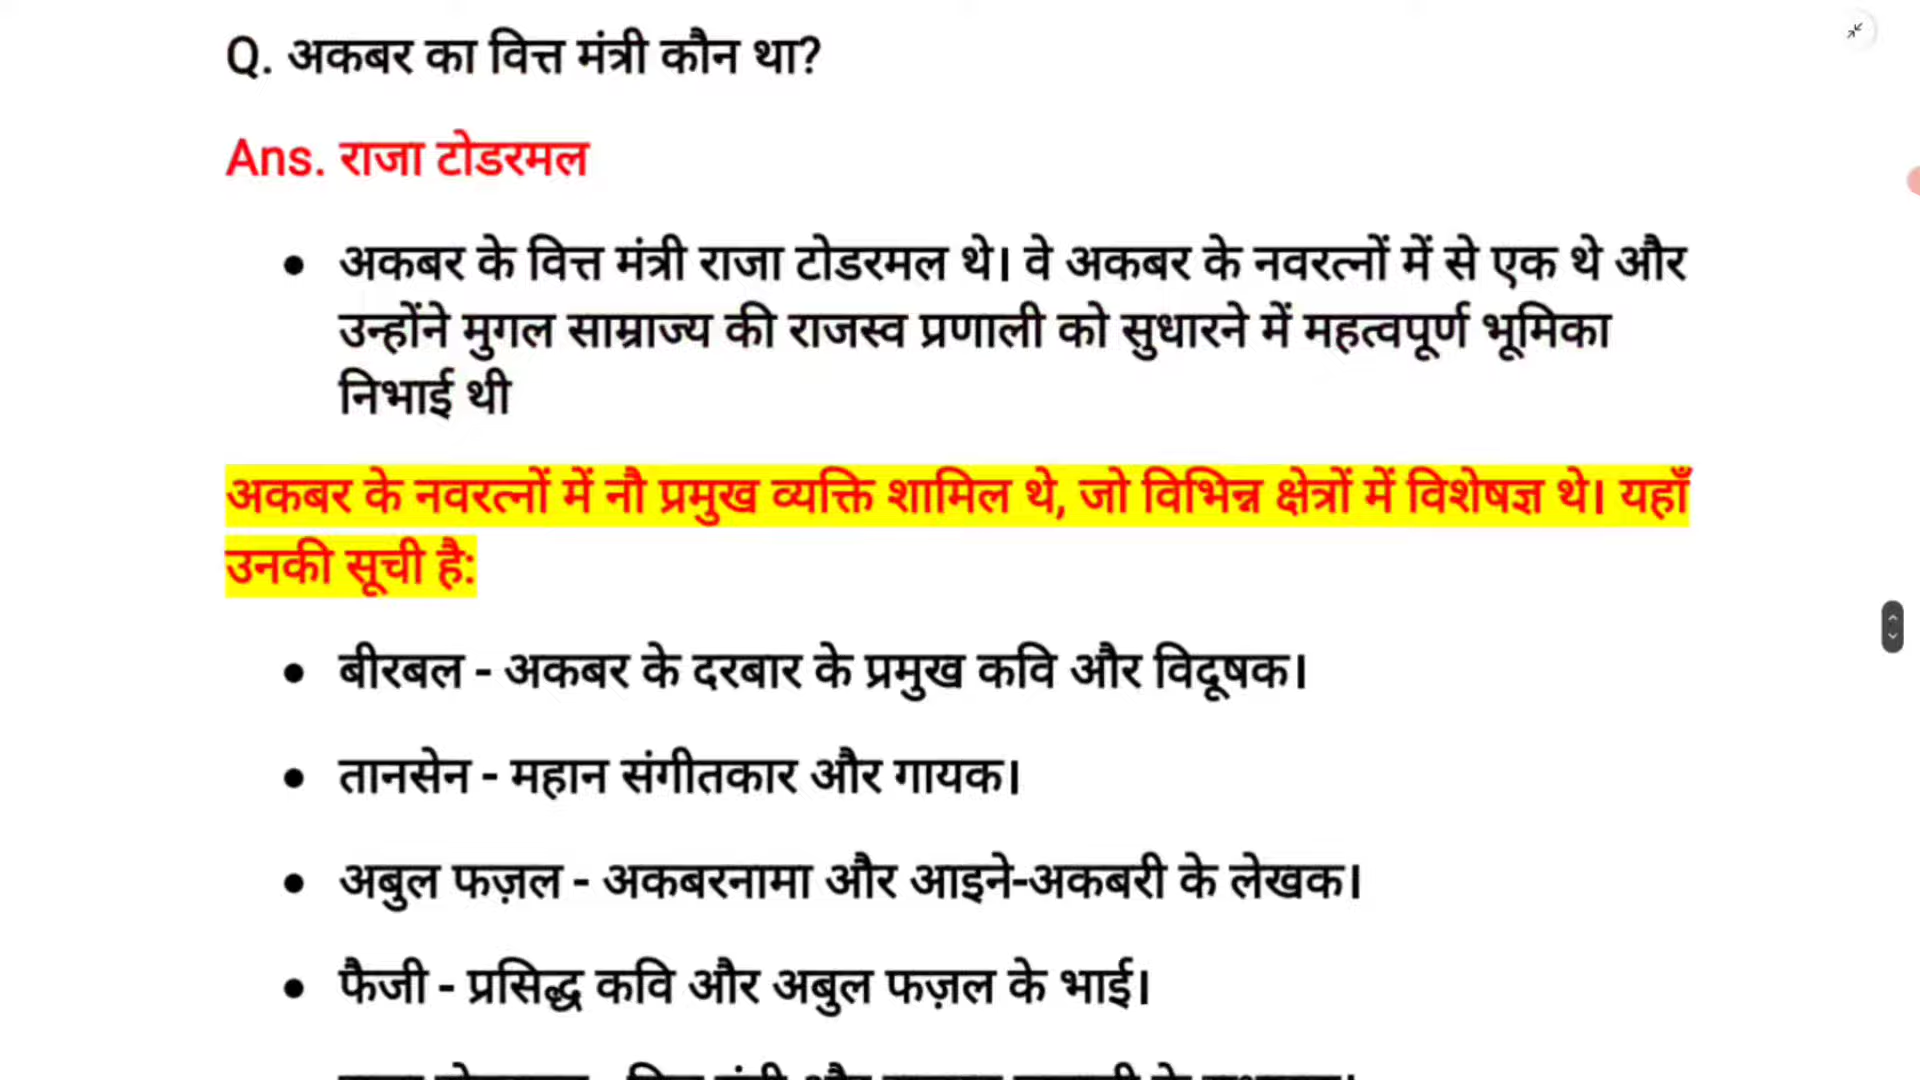 Q. अकबर का वित्त मंत्री कौन था?
Ans. राजा टोडरमल
• अकबर के वित्त मंत्री राजा टोडरमल थे। वे अकबर के नवरत्नों में से एक थे और
उन्होंने मुगल साम्राज्य की राजस्व प्रणाली को सुधारने में महत्वपूर्ण भूमिका
निभाई थी
अकबर के नवरत्नों में नौ प्रमुख व्यक्ति शामिल थे, जो विभिन्न क्षेत्रों में विशेषज्ञ थे। यहाँ
उनकी सूची है:
• बीरबल - अकबर के दरबार के प्रमुख कवि और विदूषक।
• तानसेन - महान संगीतकार और गायक।
• अबुल फज़ल - अकबरनामा और आइने-अकबरी के लेखक।
• फैजी - प्रसिद्ध कवि और अबुल फज़ल के भाई।